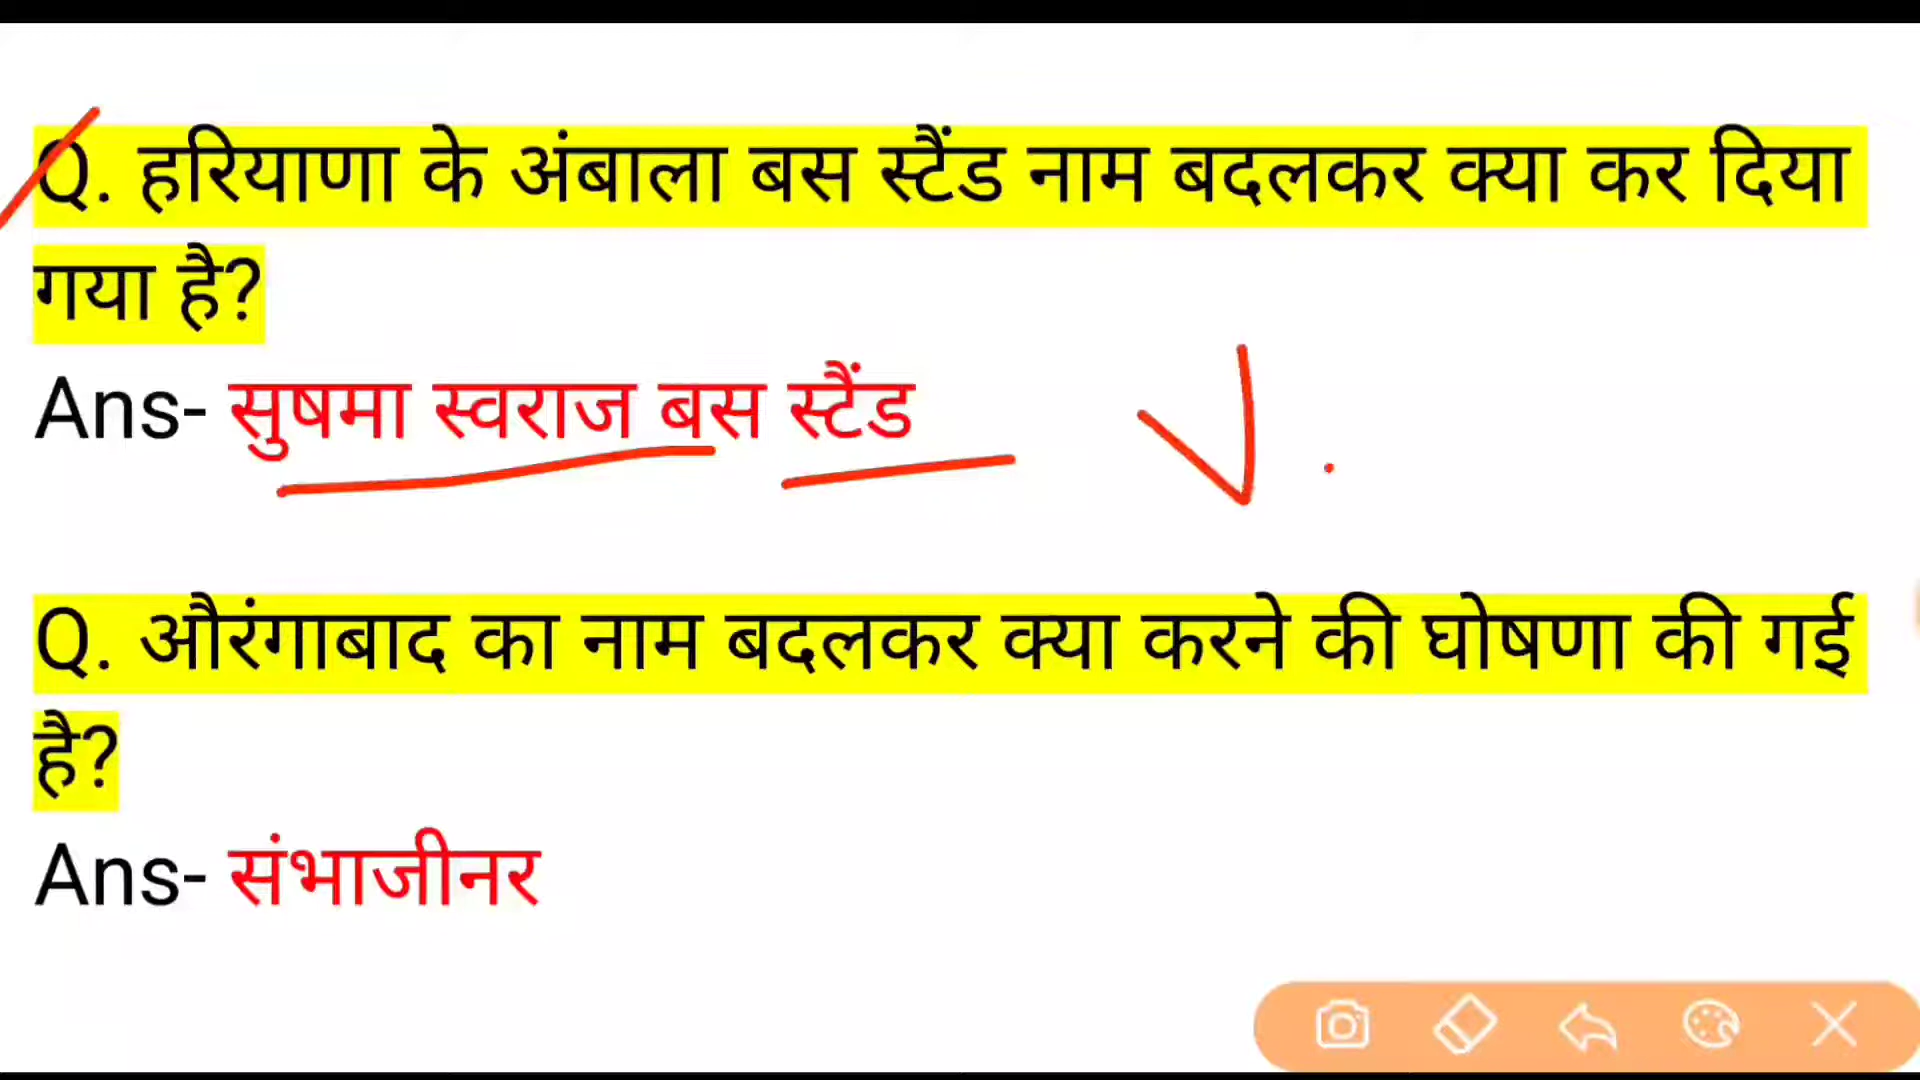 Q. हरियाणा के अंबाला बस स्टैंड नाम बदलकर क्या कर दिया
गया है?
Ans- सुषमा स्वराज बस स्टैंड
Q. औरंगाबाद का नाम बदलकर क्या करने की घोषणा की गई
है?
Ans- संभाजीनर